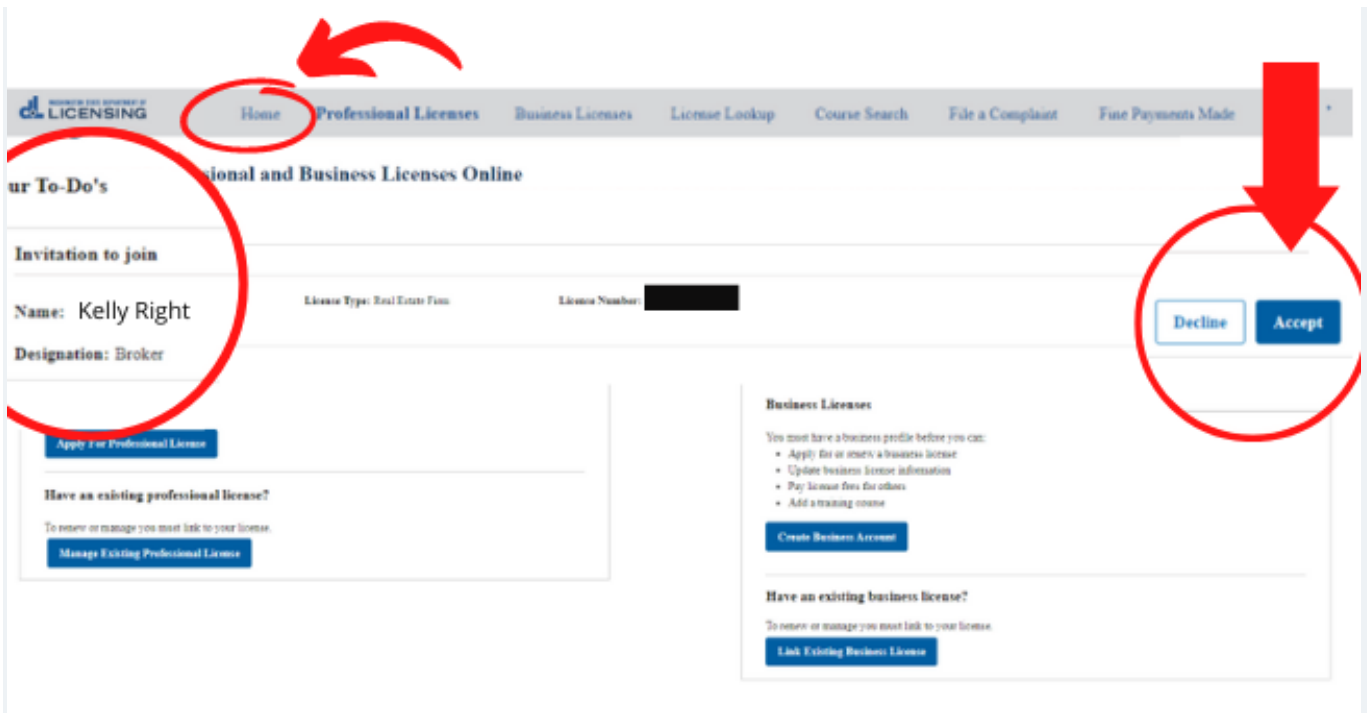 WASHINGTON STATE DEPARTMENT OF
LICENSING
Home Professional Licenses Business Licenses License Lookup Course Search File a Complaint Fine Payments Made
ur To-Do's
sional and Business Licenses Online
Invitation to join
Name: Kelly Right
License Type: Real Estate Firm
License Number:
Decline
Accept
Designation: Broker
Apply For Professional License
Have an existing professional license?
To renew or manage you must link to your license.
Manage Existing Professional License
Business Licenses
You must have a business profile before you can:
• Apply for or renew a business license
• Update business license information
• Pay license fees for others
• Add a training course
Create Business Account
Have an existing business license?
To renew or manage you must link to your license.
Link Existing Business License